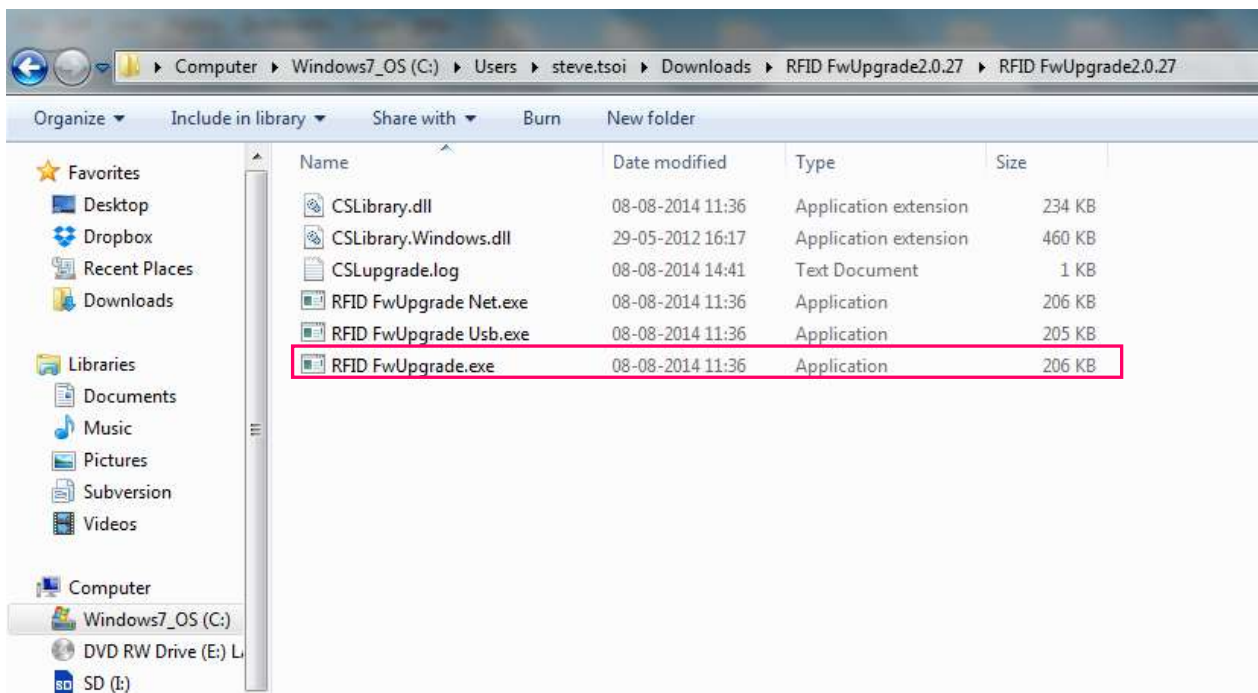 Computer Windows7_OS (C:) Users steve.tsoi Downloads RFID FwUpgrade2.0.27 RFID FwUpgrade2.0.27
Organize Include in library Share with Burn New folder
Favorites
Desktop
Dropbox
Recent Places
Downloads
Libraries
Documents
Music
Pictures
Subversion
Videos
Computer
Windows7_OS (C:)
DVD RW Drive (E:)
SD SD (I:)
Name Date modified Type Size
CSLibrary.dll 08-08-2014 11:36 Application extension 234 KB
CSLibrary.Windows.dll 29-05-2012 16:17 Application extension 460 KB
CSLupgrade.log 08-08-2014 14:41 Text Document 1 KB
RFID FwUpgrade Net.exe 08-08-2014 11:36 Application 206 KB
RFID FwUpgrade Usb.exe 08-08-2014 11:36 Application 205 KB
RFID FwUpgrade.exe 08-08-2014 11:36 Application 206 KB